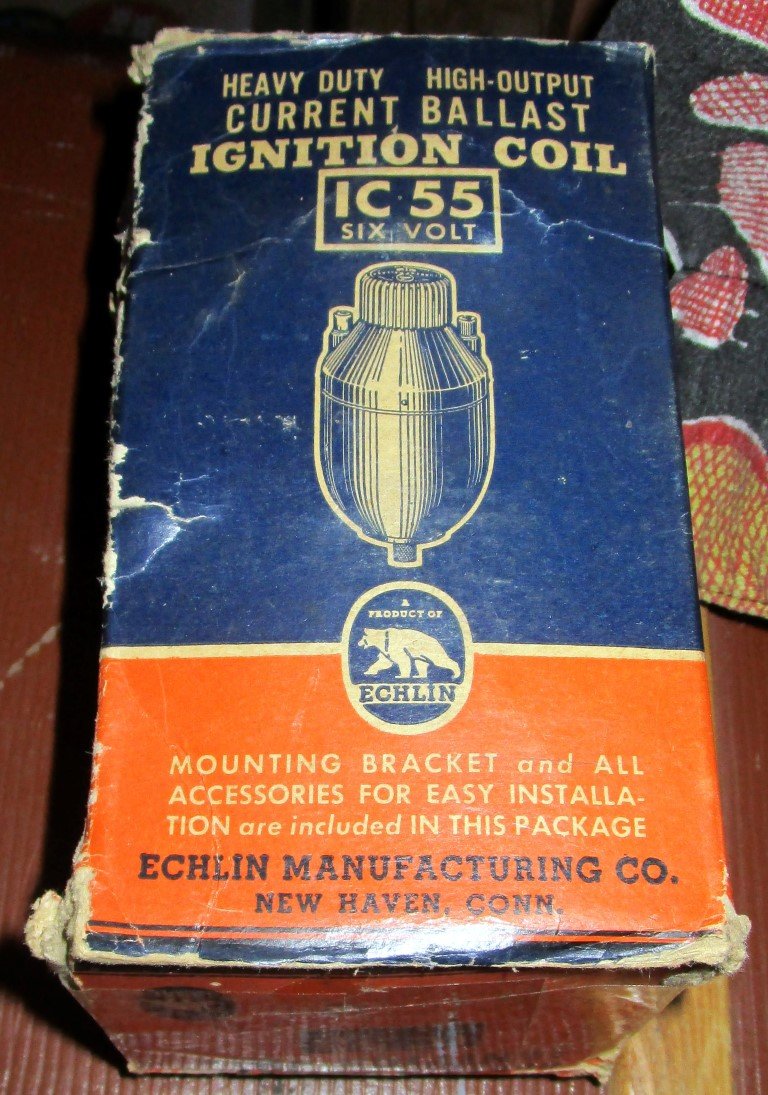 HEAVY DUTY HIGH-OUTPUT
CURRENT BALLAST
IGNITION COIL
IC 55
SIX VOLT
A
PRODUCT OF
ECHLIN
MOUNTING BRACKET and ALL
ACCESSORIES FOR EASY INSTALLA-
TION are included IN THIS PACKAGE
ECHLIN MANUFACTURING CO.
NEW HAVEN, CONN.